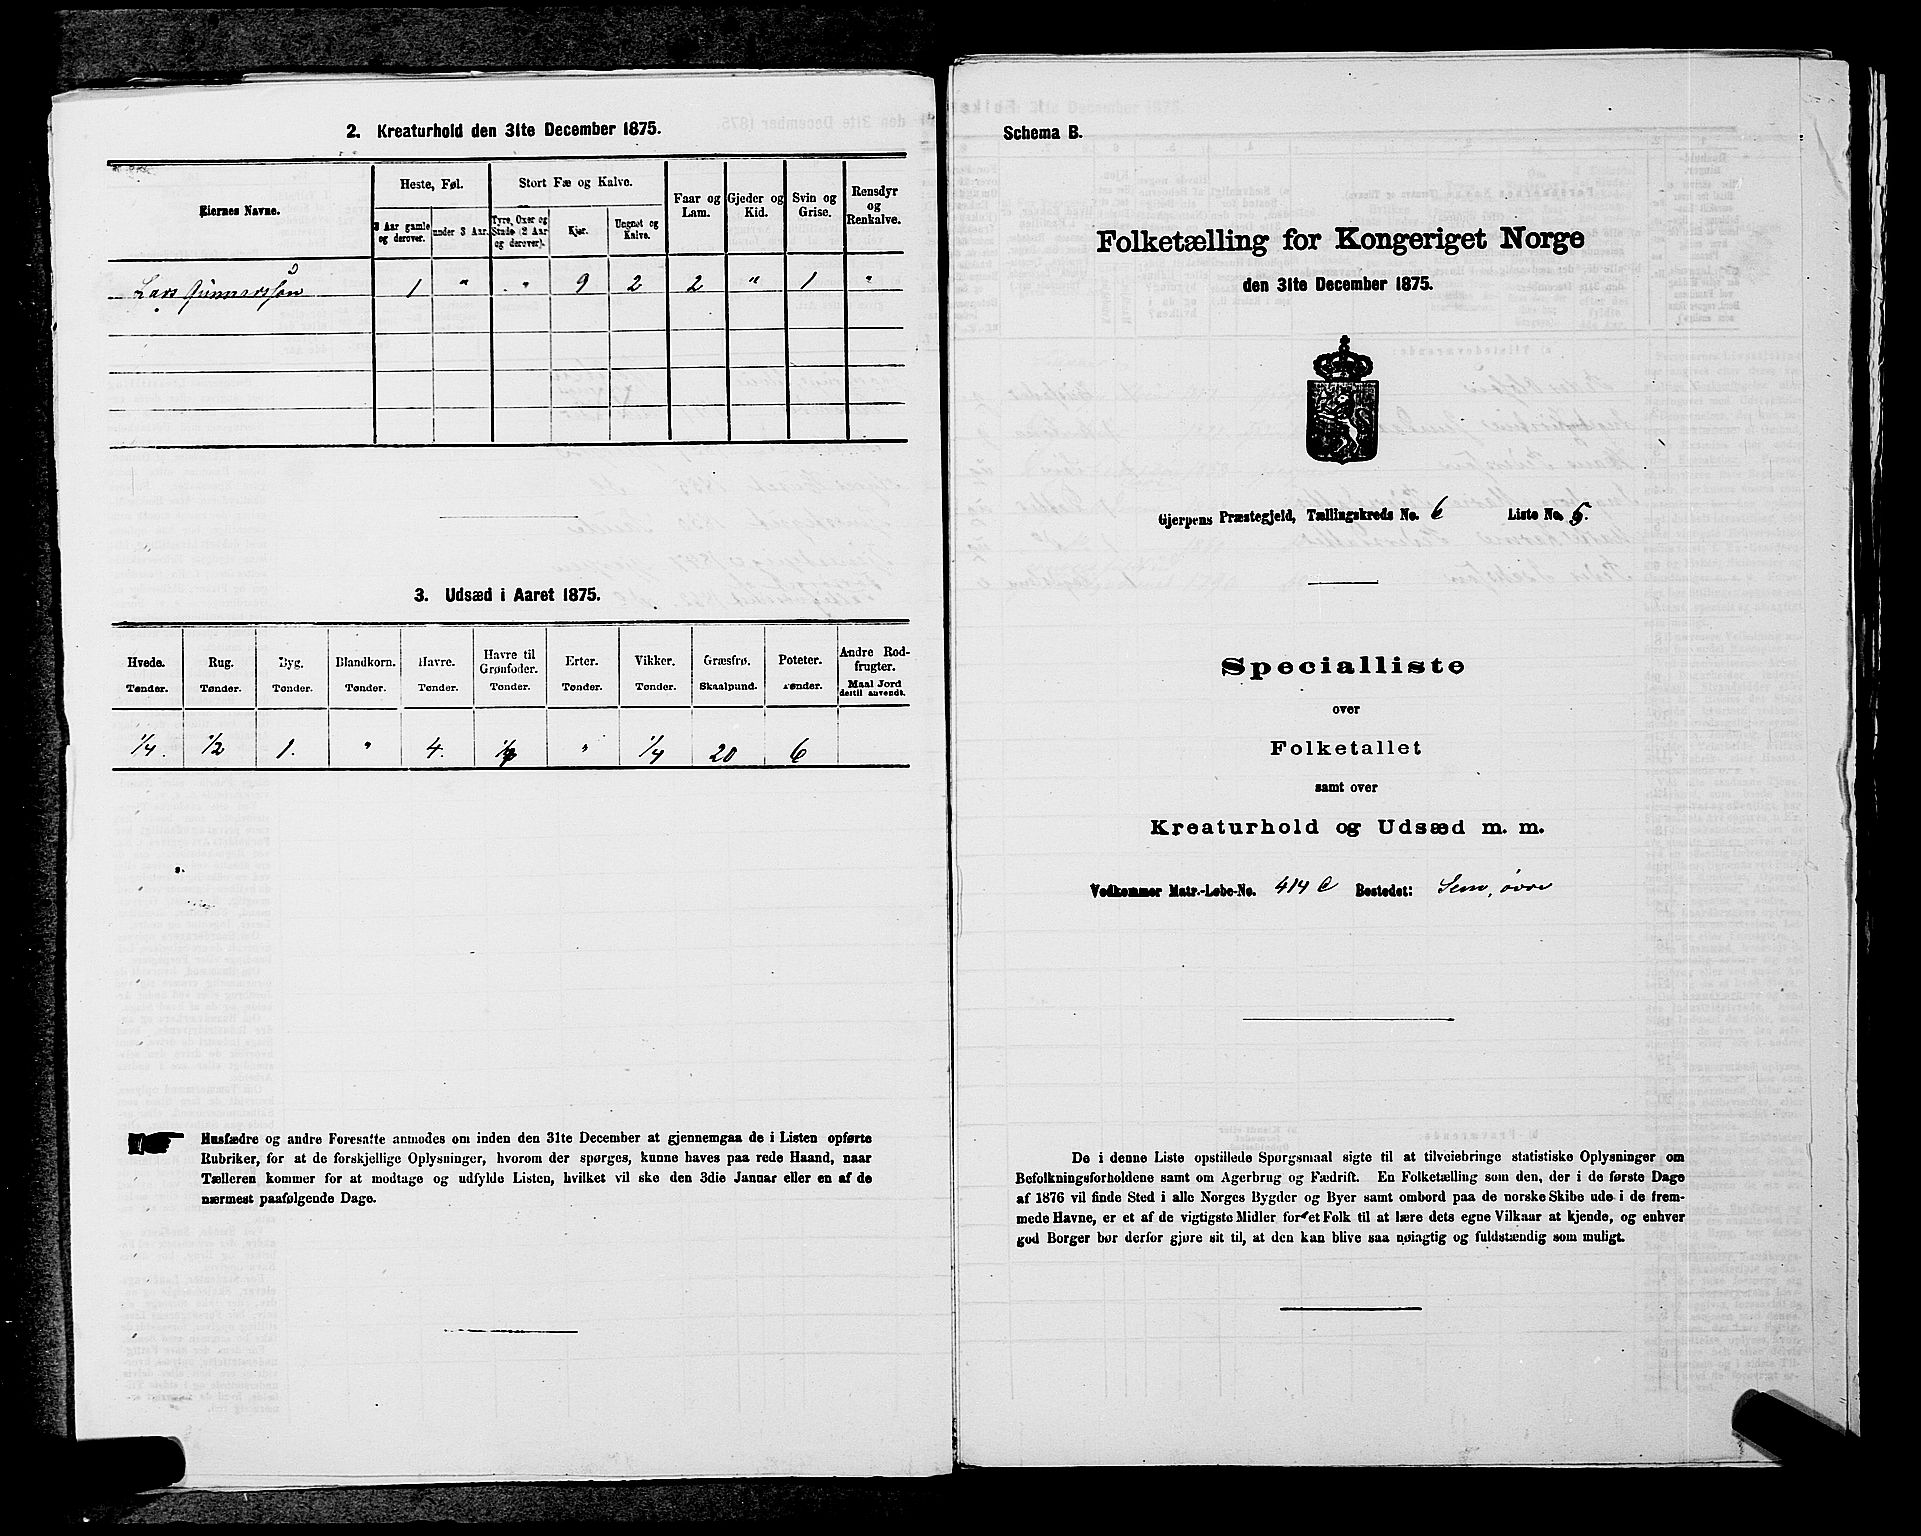 2. Kreaturhold den 31te December 1875.
Eiernes Navne.
Heste, Føl.
Stort Fæ og Kalve.
3 Aar gamle og derover.
under 3 Aar.
Tyre, Oxer og Stude (2 Aar og derover).
Kjør.
Ungnøt og Kalve.
Faar og Lam.
Gjeder og Kid.
Svin og Grise.
Rensdyr og Renkalve.
Lars Gunnersøn 1 " " 9 2 2 " 1 "
3. Udsæd i Aaret 1875.
Hvede. Rug. Byg. Blandkorn. Havre. Havre til Grønfoder. Erter. Vikker. Græsfrø. Poteter. Andre Rodfrugter.
Tønder. Tønder. Tønder. Tønder. Tønder. Tønder. Tønder. Tønder. Skaalpund. Tønder. Maal Jord dertil anvendt.
1/4. 1/2 1. " 4. " 1/4 20 6
Husfædre og andre Foresatte anmodes om inden den 31te December at gjennemgaa de i Listen opførte
Rubriker, for at de forskjellige Oplysninger, hvorom der spørges, kunne haves paa rede Haand, naar
Tælleren kommer for at modtage og udfylde Listen, hvilket vil ske den 3die Januar eller en af de
nærmest paafølgende Dage.
Schema B.
Folketælling for Kongeriget Norge
den 31te December 1875.
Gjerpens Præstegjeld, Tællingskreds No. 6 Liste No. 5.
Specialliste
over
Folketallet
samt over
Kreaturhold og Udsæd m. m.
Vedkommer Matr.-Løbe-No. 414 C Bostedet: Sem, øvre
De i denne Liste opstillede Spørgsmaal sigte til at tilveiebringe statistiske Oplysninger om
Befolkningsforholdene samt om Agerbrug og Fædrift. En Folketælling som den, der i de første Dage
af 1876 vil finde Sted i alle Norges Bygder og Byer samt ombord paa de norske Skibe ude i de frem-
mede Havne, er et af de vigtigste Midler for et Folk til at lære dets egne Vilkaar at kjende, og enhver
god Borger bør derfor gjøre sit til, at den kan blive saa nøiagtig og fuldstændig som muligt.